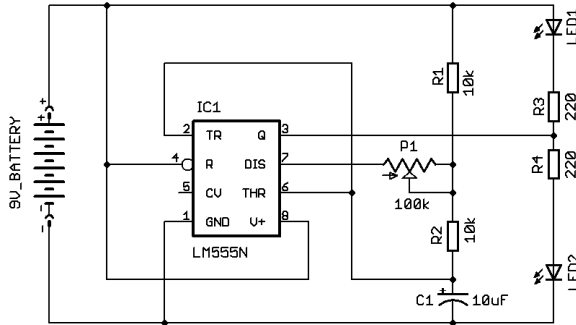 LED1
R1
10k
R3
220
IC1
+
+
9V_BATTERY
-
-
2
TR
Q
3
4
R
DIS
7
P1
100k
R4
220
5
CV
THR
6
1
GND
V+
8
LM555N
R2
10k
LED2
C1
+
10uF